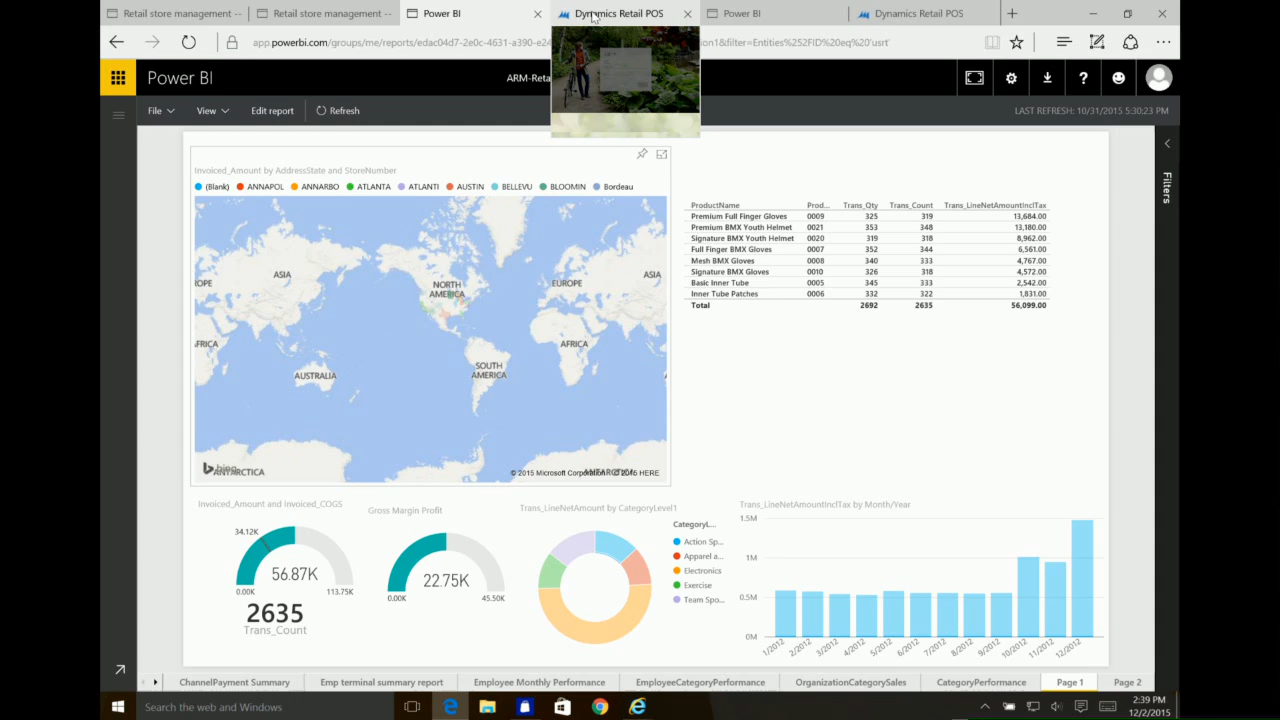 Retail store management --
Retail store management --
Power BI
Dynamics Retail POS
Power BI
Dynamics Retail POS
app.powerbi.com/groups/me/reports/edac04d7-2e0c-4631-a390-e24
ion1&filter=Entities%252FID eq 'usrt'
Power BI
ARM-Reta
File
View
Edit report
Refresh
LAST REFRESH: 10/31/2015 5:30:23 PM
Filters
Invoiced_Amount by AddressState and StoreNumber
(Blank) ANNAPOL ANNARBO ATLANTA ATLANTI AUSTIN BELLEVU BLOOMIN Bordeau
ROPE
ASIA
NORTH
AMERICA
EUROPE
ASIA
AFRICA
AFRICA
SOUTH
AMERICA
AUSTRALIA
bing
ANTARCTICA
© 2015 Microsoft Corporation © 2015 HERE
ANTARCTICA
ProductName Prod... Trans_Qty Trans_Count Trans_LineNetAmountInclTax
Premium Full Finger Gloves 0009 325 319 13,684.00
Premium BMX Youth Helmet 0021 353 348 13,180.00
Signature BMX Youth Helmet 0020 319 318 8,962.00
Full Finger BMX Gloves 0007 352 344 6,561.00
Mesh BMX Gloves 0008 340 333 4,767.00
Signature BMX Gloves 0010 326 318 4,572.00
Basic Inner Tube 0005 345 333 2,542.00
Inner Tube Patches 0006 332 322 1,831.00
Total 2692 2635 56,099.00
Invoiced_Amount and Invoiced_COGS
34.12K
56.87K
0.00K 113.75K
2635
Trans_Count
Gross Margin Profit
22.75K
0.00K 45.50K
Trans_LineNetAmount by CategoryLevel1
CategoryL...
Action Sp...
Apparel a...
Electronics
Exercise
Team Spo...
Trans_LineNetAmountInclTax by Month/Year
1.5M
1M
0.5M
0M
1/2012 2/2012 3/2012 4/2012 5/2012 6/2012 7/2012 8/2012 9/2012 10/2012 11/2012 12/2012
ChannelPayment Summary
Emp terminal summary report
Employee Monthly Performance
EmployeeCategoryPerformance
OrganizationCategorySales
CategoryPerformance
Page 1
Page 2
Search the web and Windows
2:39 PM
12/2/2015